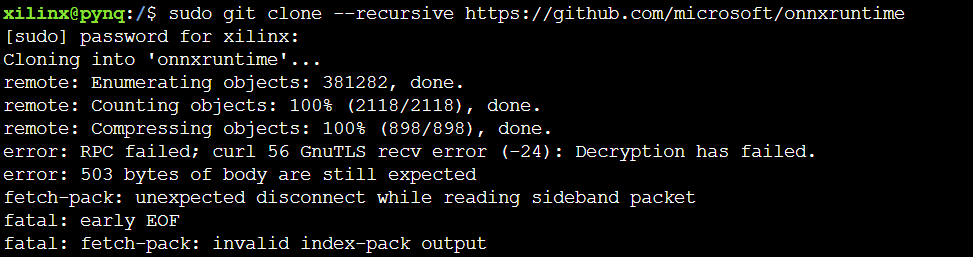 xilinx@pynq:/$ sudo git clone --recursive https://github.com/microsoft/onnxruntime
[sudo] password for xilinx:
Cloning into 'onnxruntime'...
remote: Enumerating objects: 381282, done.
remote: Counting objects: 100% (2118/2118), done.
remote: Compressing objects: 100% (898/898), done.
error: RPC failed; curl 56 GnuTLS recv error (-24): Decryption has failed.
error: 503 bytes of body are still expected
fetch-pack: unexpected disconnect while reading sideband packet
fatal: early EOF
fatal: fetch-pack: invalid index-pack output